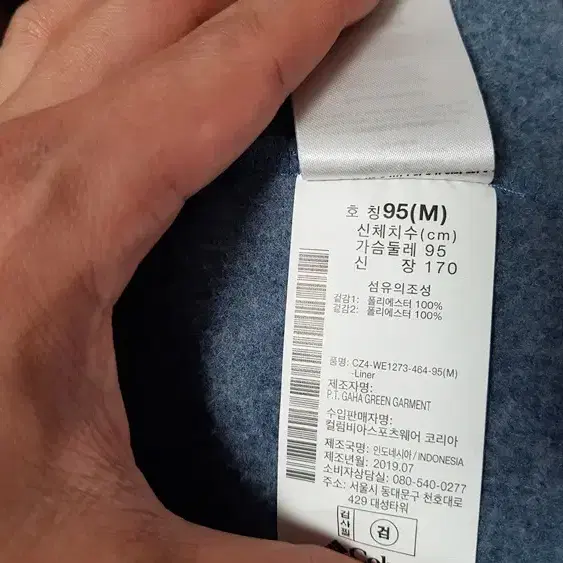 호 칭 95(M)
신체치수(cm)
가슴둘레 95
신 장 170
섬유의조성
겉감1: 폴리에스터 100%
겉감2: 폴리에스터 100%
품명: CZ4-WE1273-464-95(M)
-Liner
제조자명:
P.T. GAHA GREEN GARMENT
수입판매자명:
컬럼비아스포츠웨어 코리아
제조국명: 인도네시아 / INDONESIA
제조년월: 2019.07
소비자상담실: 080-540-0277
주소: 서울시 동대문구 천호대로
429 대성타워
검사필
검